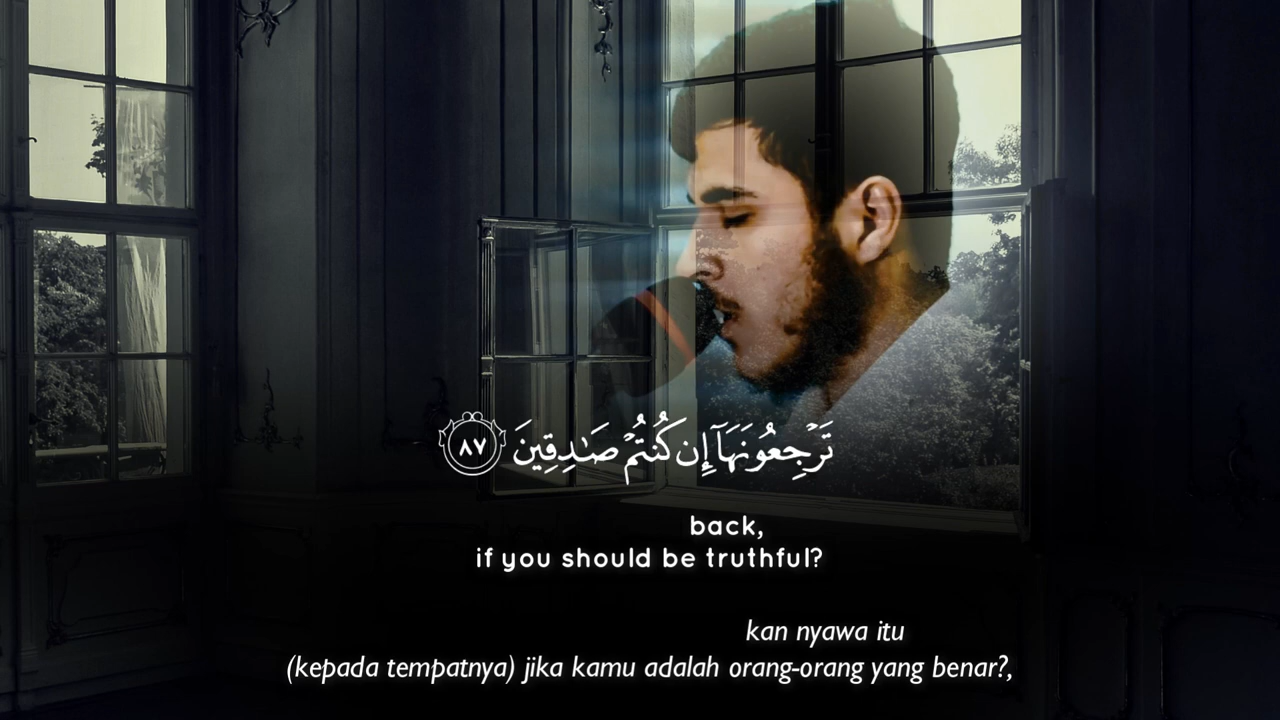 تَرْجِعُونَهَآ إِن كُنتُمْ صَـٰدِقِينَ ٨٧
back,
if you should be truthful?
kan nyawa itu
(kepada tempatnya) jika kamu adalah orang-orang yang benar?,